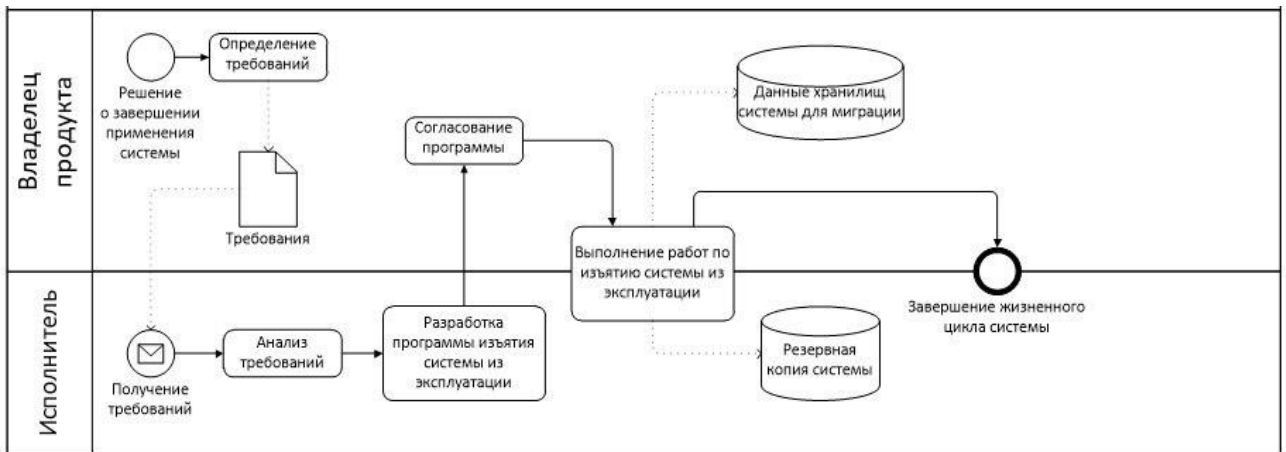 Владелец
продукта
Решение
о завершении
применения
системы
Определение
требований
Требования
Согласование
программы
Данные хранилищ
системы для миграции
Выполнение работ по
изъятию системы из
эксплуатации
Завершение жизненного
цикла системы
Исполнитель
Получение
требований
Анализ
требований
Разработка
программы изъятия
системы из
эксплуатации
Резервная
копия системы